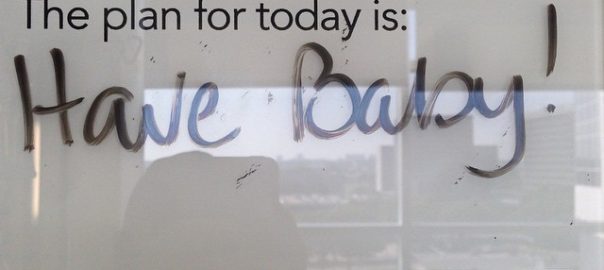 The plan for today is:
Have Baby!